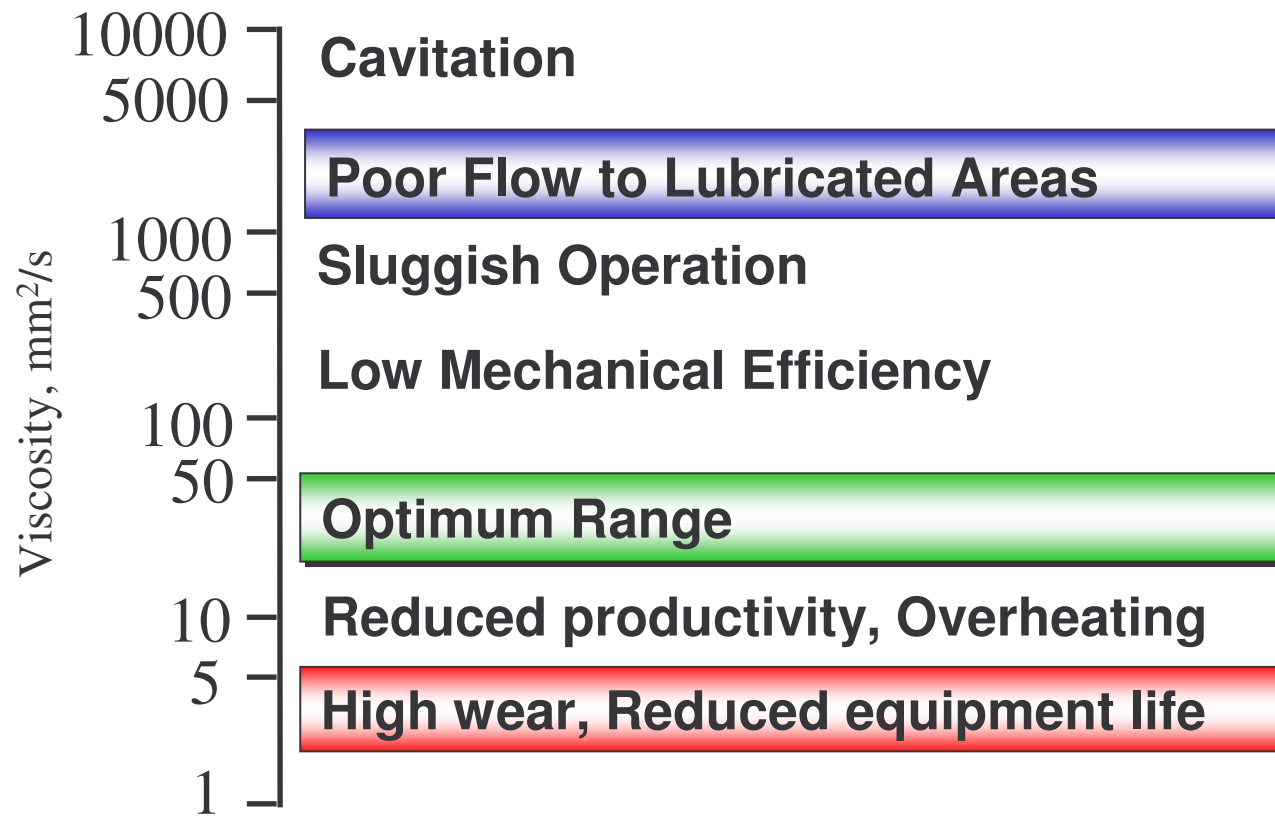 10000
Cavitation
5000
Poor Flow to Lubricated Areas
1000
Sluggish Operation
500
Low Mechanical Efficiency
100
50
Optimum Range
10
Reduced productivity, Overheating
5
High wear, Reduced equipment life
1
Viscosity, mm²/s